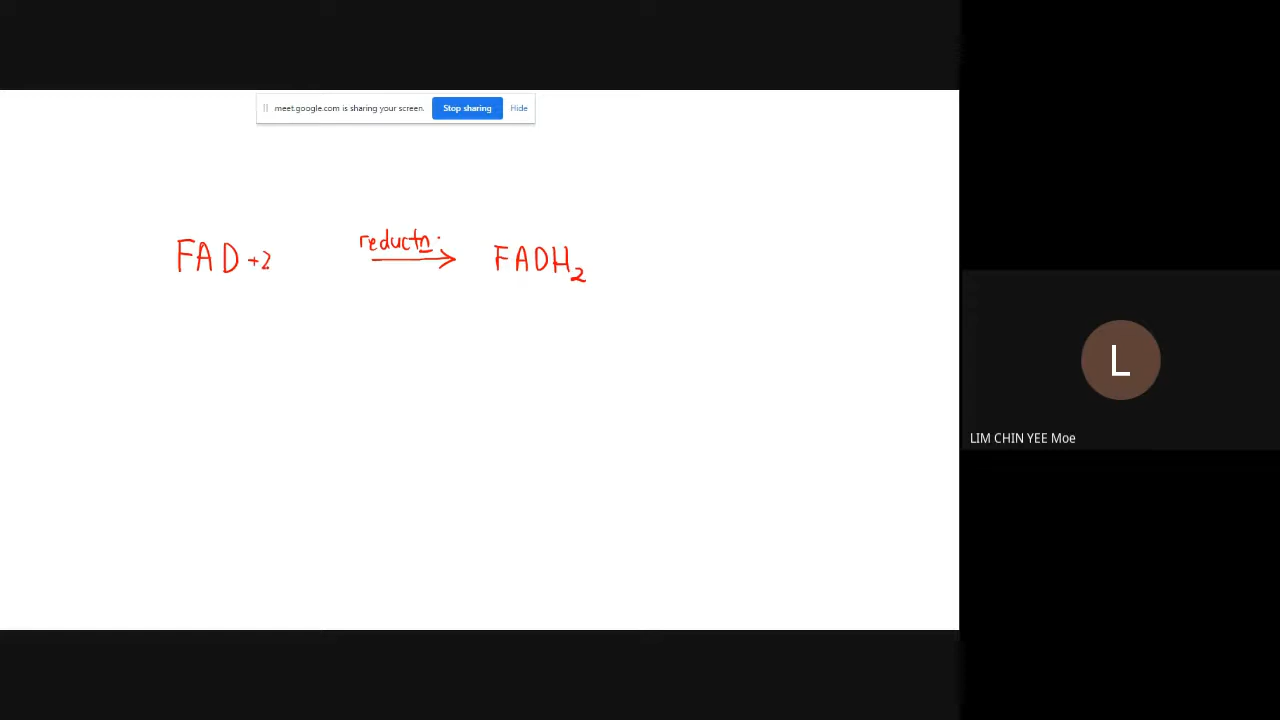 meet.google.com is sharing your screen. Stop sharing Hide
reductn.
FAD +2 → FADH₂
L
LIM CHIN YEE Moe